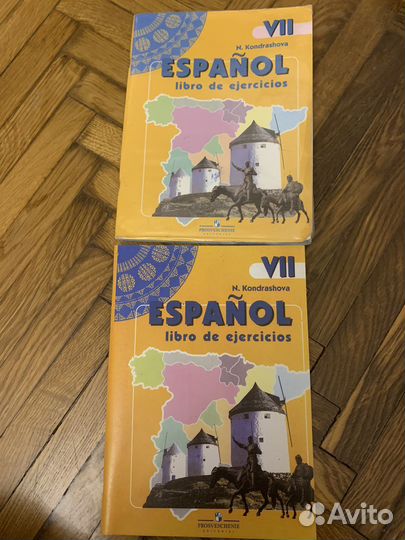 VII
N. Kondrashova
ESPAÑOL
libro de ejercicios
PROSVESCHENIE
VII
N. Kondrashova
ESPAÑOL
libro de ejercicios
PROSVESCHENIE
Avito